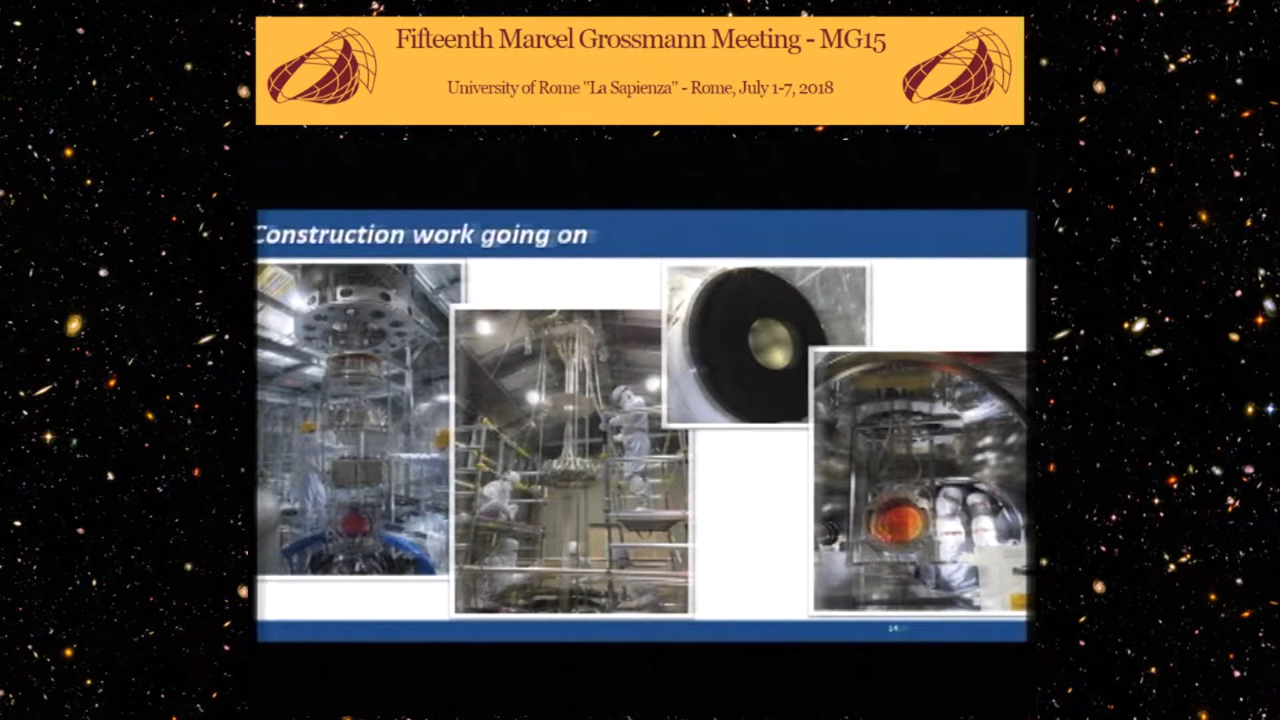 Fifteenth Marcel Grossmann Meeting - MG15
University of Rome "La Sapienza" - Rome, July 1-7, 2018
Construction work going on
14